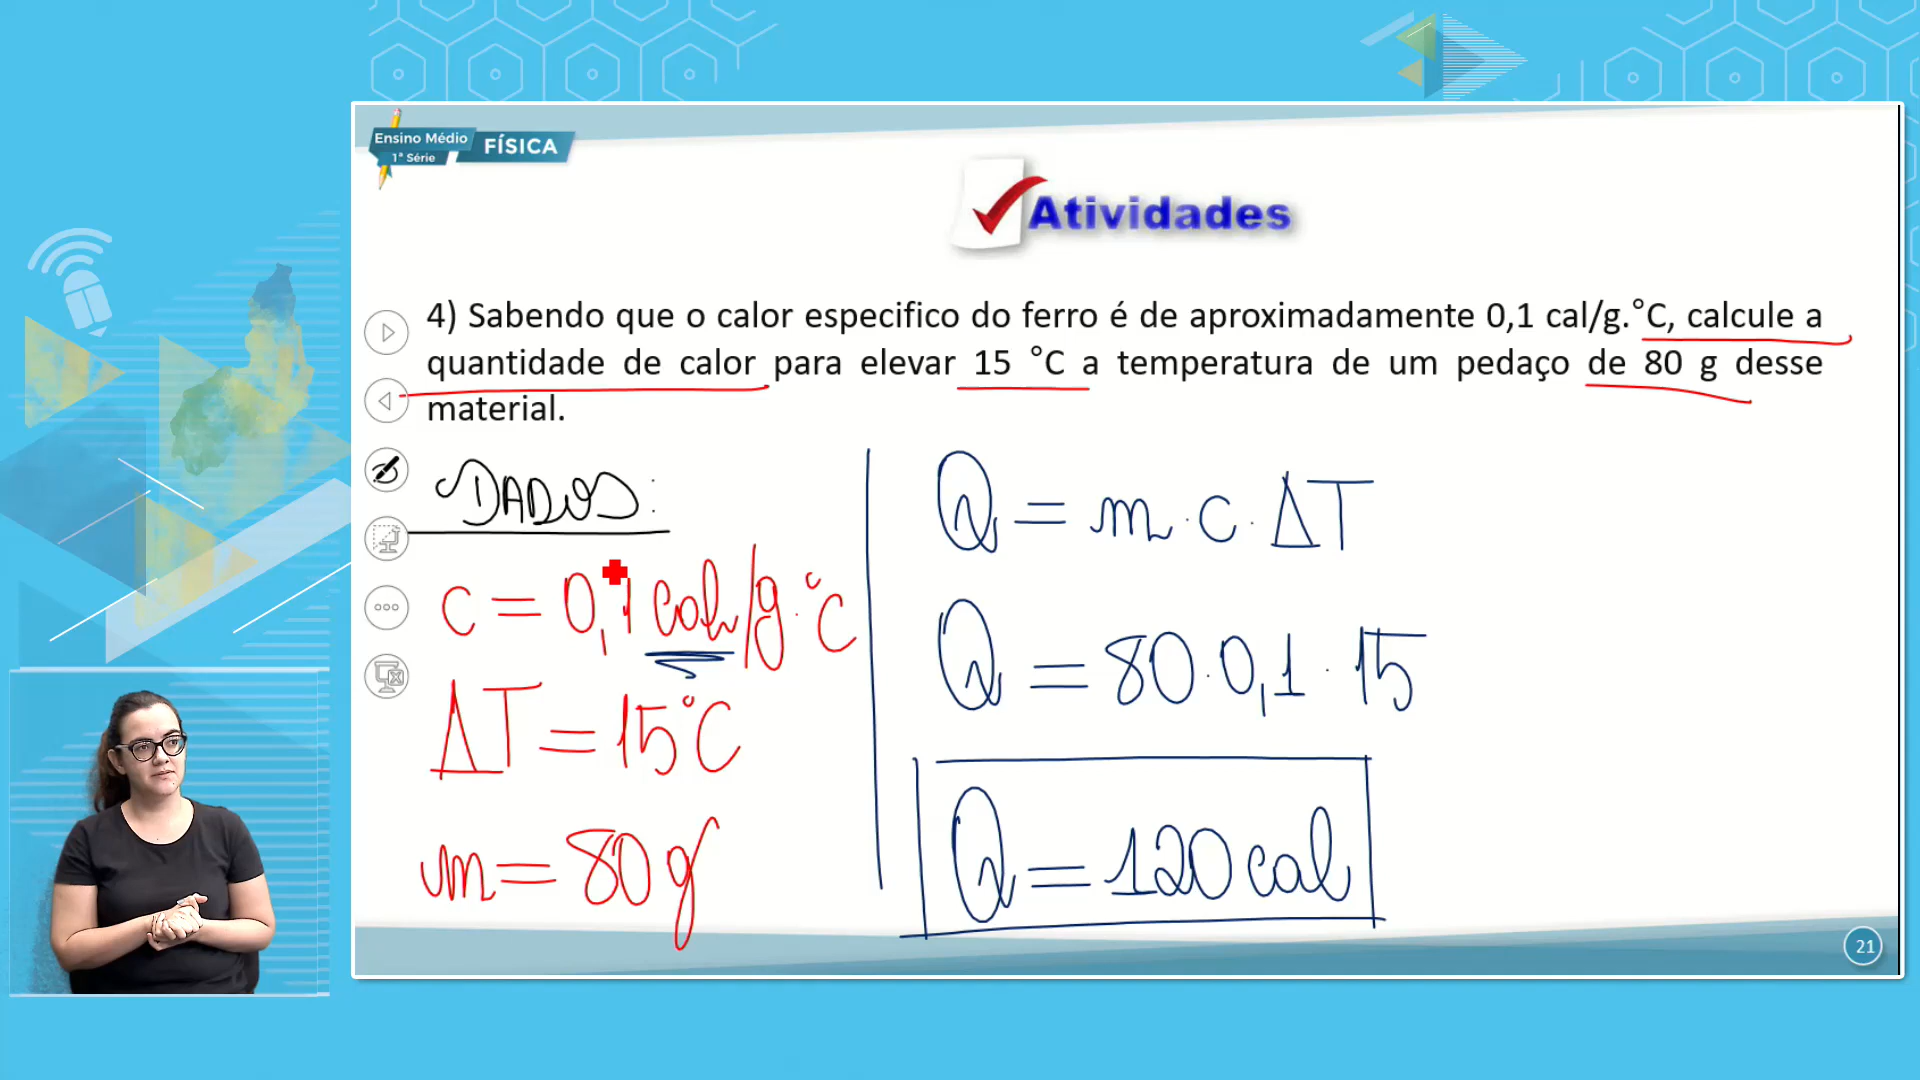 Ensino Médio
1ª Série
FÍSICA
Atividades
4) Sabendo que o calor especifico do ferro é de aproximadamente 0,1 cal/g.°C, calcule a
quantidade de calor para elevar 15 °C a temperatura de um pedaço de 80 g desse
material.
DADOS:
c = 0,1 cal/g.°C
ΔT = 15°C
m = 80 g
Q = m . c . ΔT
Q = 80 . 0,1 . 15
Q = 120 cal
21